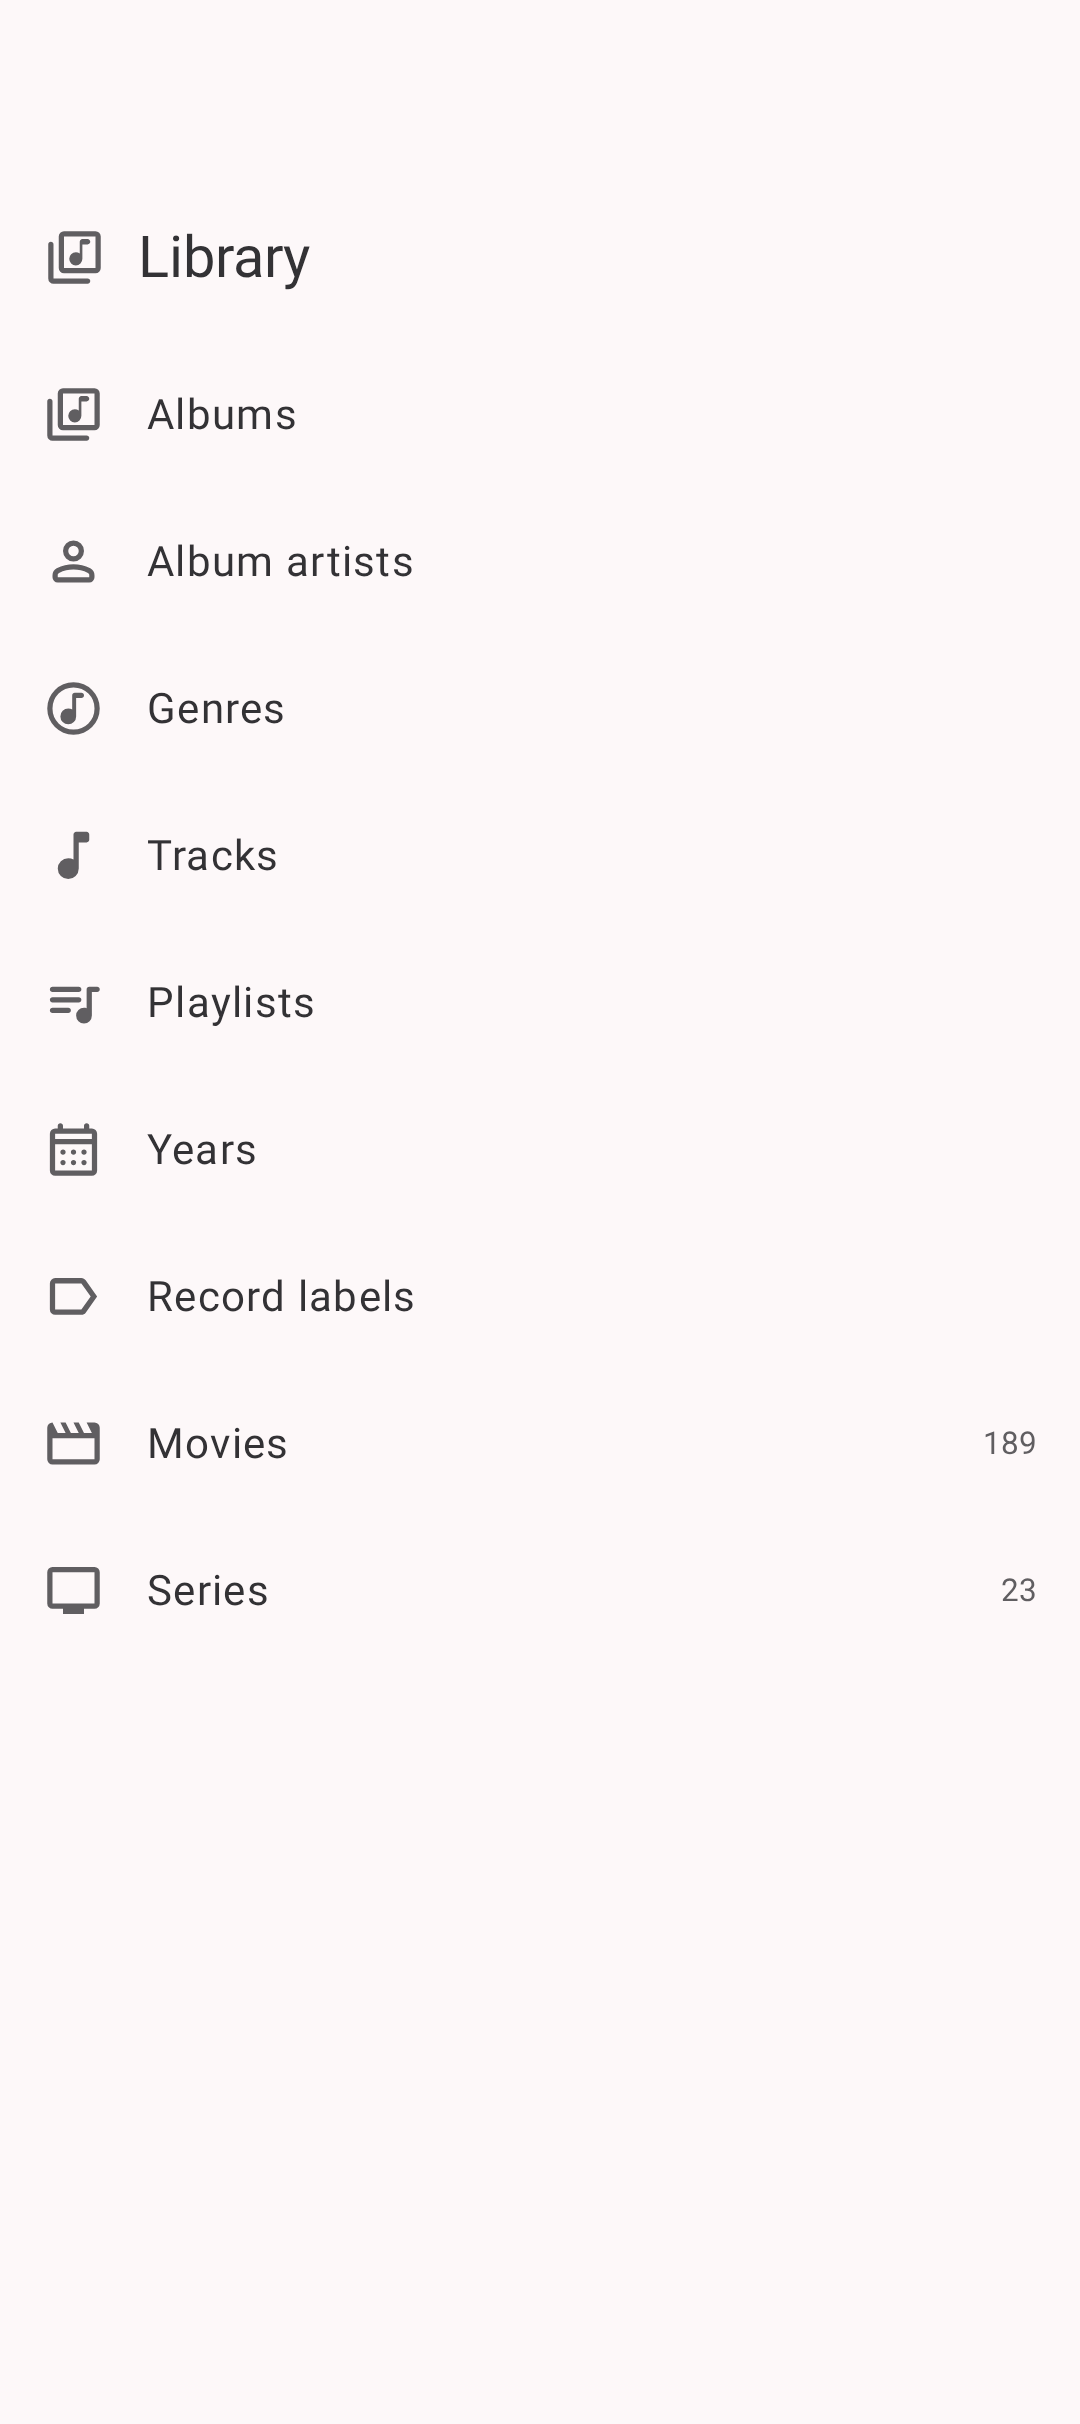 Library
Albums
Album artists
Genres
Tracks
Playlists
Years
Record labels
Movies 189
Series 23